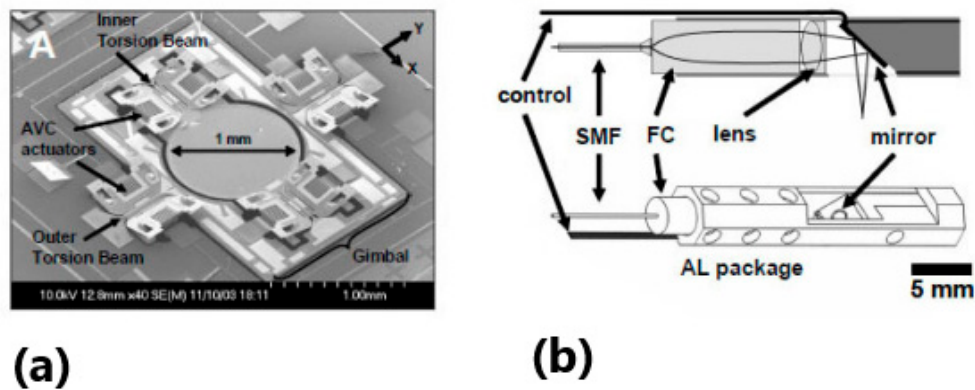 A
Inner
Torsion Beam
Y
X
AVC
actuators
1 mm
Outer
Torsion Beam
Gimbal
10.0kV 12.8mm x40 SE(M) 11/10/03 18:11
1.00mm
(a)
control
SMF
FC
lens
mirror
AL package
5 mm
(b)